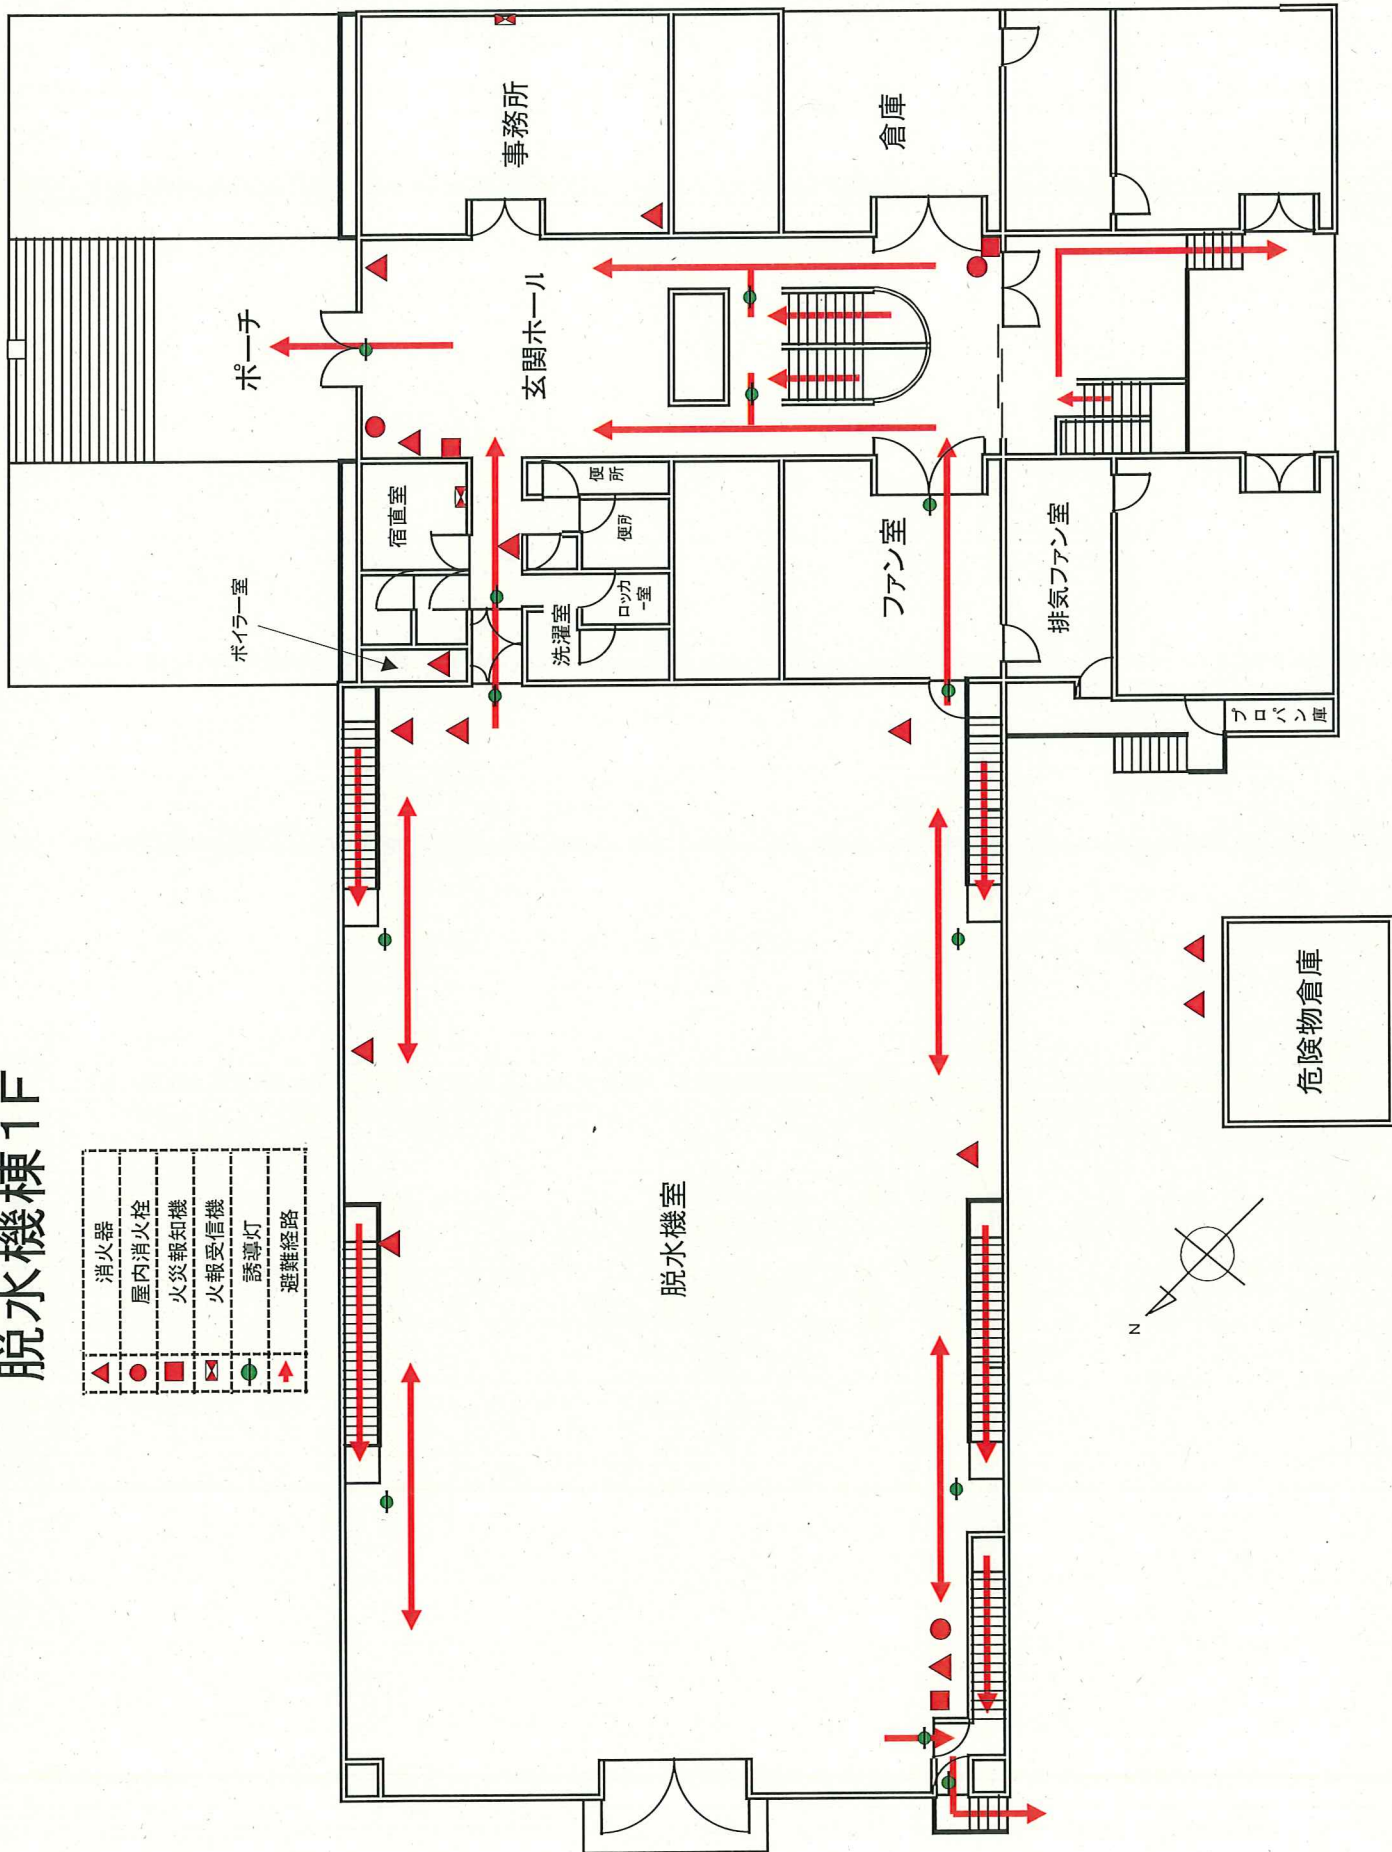 脱水機棟1F
消火器
屋内消火栓
火災報知機
火報受信機
誘導灯
避難経路
ポーチ
事務所
玄関ホール
倉庫
宿直室
ボイラー室
便所
便所
洗濯室
ロッカ
ー室
ファン室
排気ファン室
プロパン庫
脱水機室
危険物倉庫
N